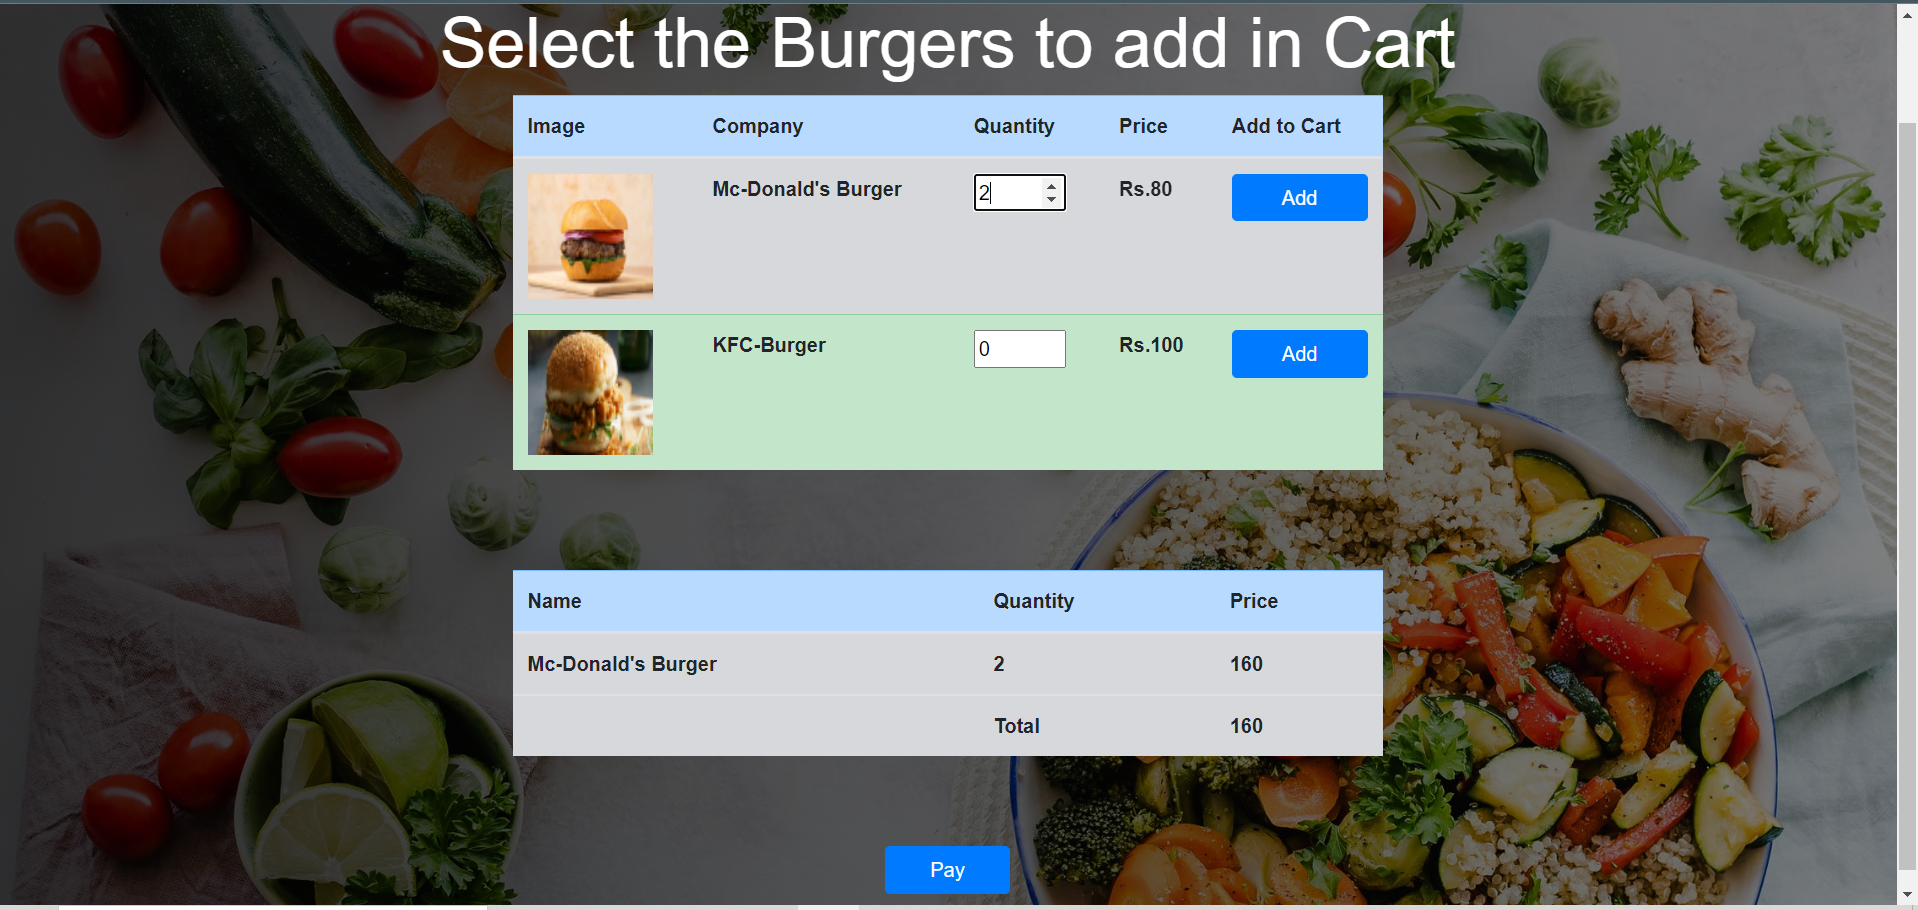 Select the Burgers to add in Cart
Image Company Quantity Price Add to Cart
Mc-Donald's Burger 2 Rs.80 Add
KFC-Burger 0 Rs.100 Add
Name Quantity Price
Mc-Donald's Burger 2 160
Total 160
Pay